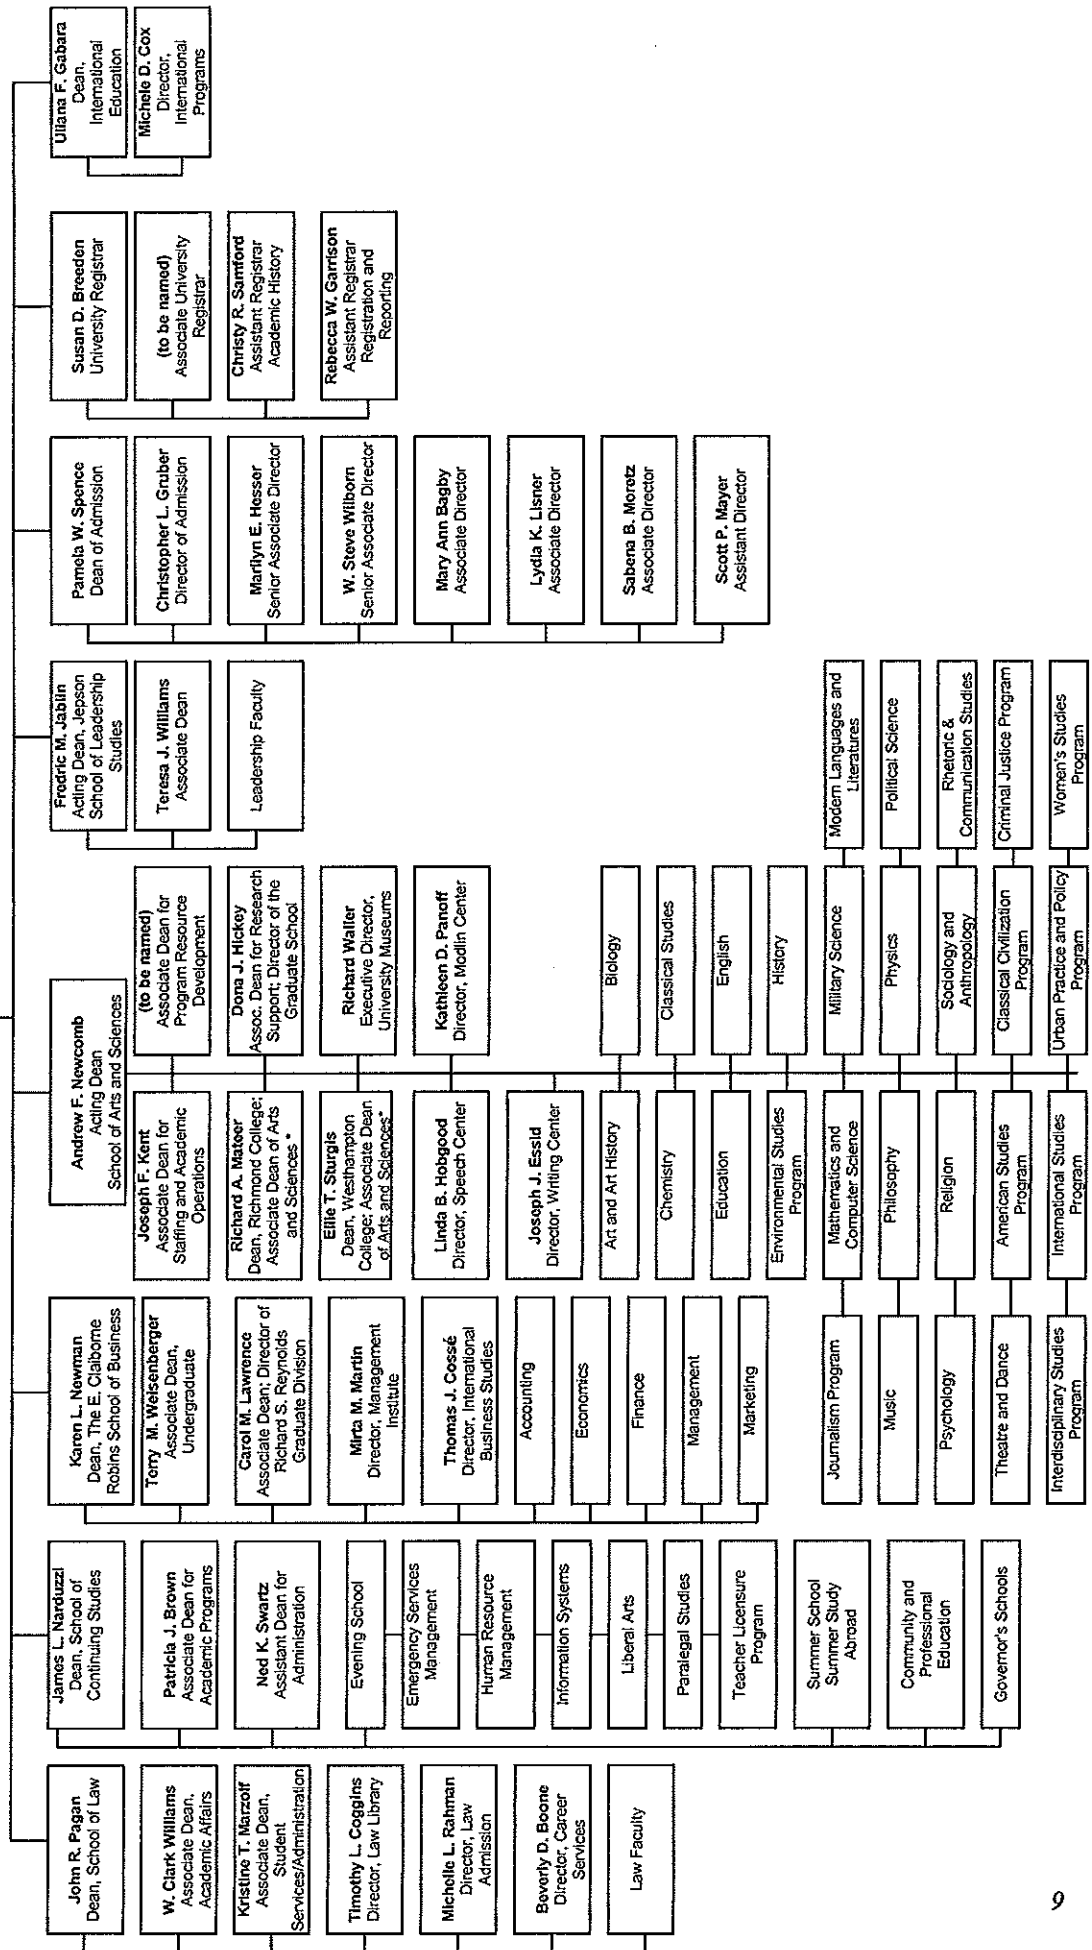 John R. Pagan
Dean, School of Law
W. Clark Williams
Associate Dean,
Academic Affairs
Kristine T. Marzolf
Associate Dean,
Student
Services/Administration
Timothy L. Coggins
Director, Law Library
Michelle L. Rahman
Director, Law
Admission
Beverly D. Boone
Director, Career
Services
Law Faculty
James L. Narduzzi
Dean, School of
Continuing Studies
Patricia J. Brown
Associate Dean for
Academic Programs
Ned K. Swartz
Assistant Dean for
Administration
Evening School
Emergency Services
Management
Human Resource
Management
Information Systems
Liberal Arts
Paralegal Studies
Teacher Licensure
Program
Summer School
Summer Study
Abroad
Community and
Professional
Education
Governor's Schools
Karen L. Newman
Dean, The E. Claiborne
Robins School of Business
Terry M. Weisenberger
Associate Dean,
Undergraduate
Carol M. Lawrence
Associate Dean; Director of
Richard S. Reynolds
Graduate Division
Mirta M. Martin
Director, Management
Institute
Thomas J. Cossé
Director, International
Business Studies
Accounting
Economics
Finance
Management
Marketing
Andrew F. Newcomb
Acting Dean
School of Arts and Sciences
Joseph F. Kent
Associate Dean for
Staffing and Academic
Operations
(to be named)
Associate Dean for
Program Resource
Development
Richard A. Mateer
Dean, Richmond College;
Associate Dean of Arts
and Sciences*
Dona J. Hickey
Assoc. Dean for Research
Support; Director of the
Graduate School
Ellie T. Sturgis
Dean, Westhampton
College; Associate Dean
of Arts and Sciences*
Richard Waller
Executive Director,
University Museums
Linda B. Hobgood
Director, Speech Center
Kathleen D. Panoff
Director, Modlin Center
Joseph J. Essid
Director, Writing Center
Art and Art History
Biology
Chemistry
Classical Studies
Education
English
Environmental Studies
Program
History
Journalism Program
Mathematics and
Computer Science
Military Science
Modern Languages and
Literatures
Music
Philosophy
Physics
Political Science
Psychology
Religion
Sociology and
Anthropology
Rhetoric &
Communication Studies
Theatre and Dance
American Studies
Program
Classical Civilization
Program
Criminal Justice Program
Interdisciplinary Studies
Program
International Studies
Program
Urban Practice and Policy
Program
Women's Studies
Program
Fredric M. Jablin
Acting Dean, Jepson
School of Leadership
Studies
Teresa J. Williams
Associate Dean
Leadership Faculty
Pamela W. Spence
Dean of Admission
Christopher L. Gruber
Director of Admission
Marilyn E. Hesser
Senior Associate Director
W. Steve Wilborn
Senior Associate Director
Mary Ann Bagby
Associate Director
Lydia K. Lisner
Associate Director
Sabena B. Moretz
Associate Director
Scott P. Mayer
Assistant Director
Susan D. Breeden
University Registrar
(to be named)
Associate University
Registrar
Christy R. Samford
Assistant Registrar
Academic History
Rebecca W. Garrison
Assistant Registrar
Registration and
Reporting
Uliana F. Gabara
Dean,
International
Education
Michele D. Cox
Director,
International
Programs
9